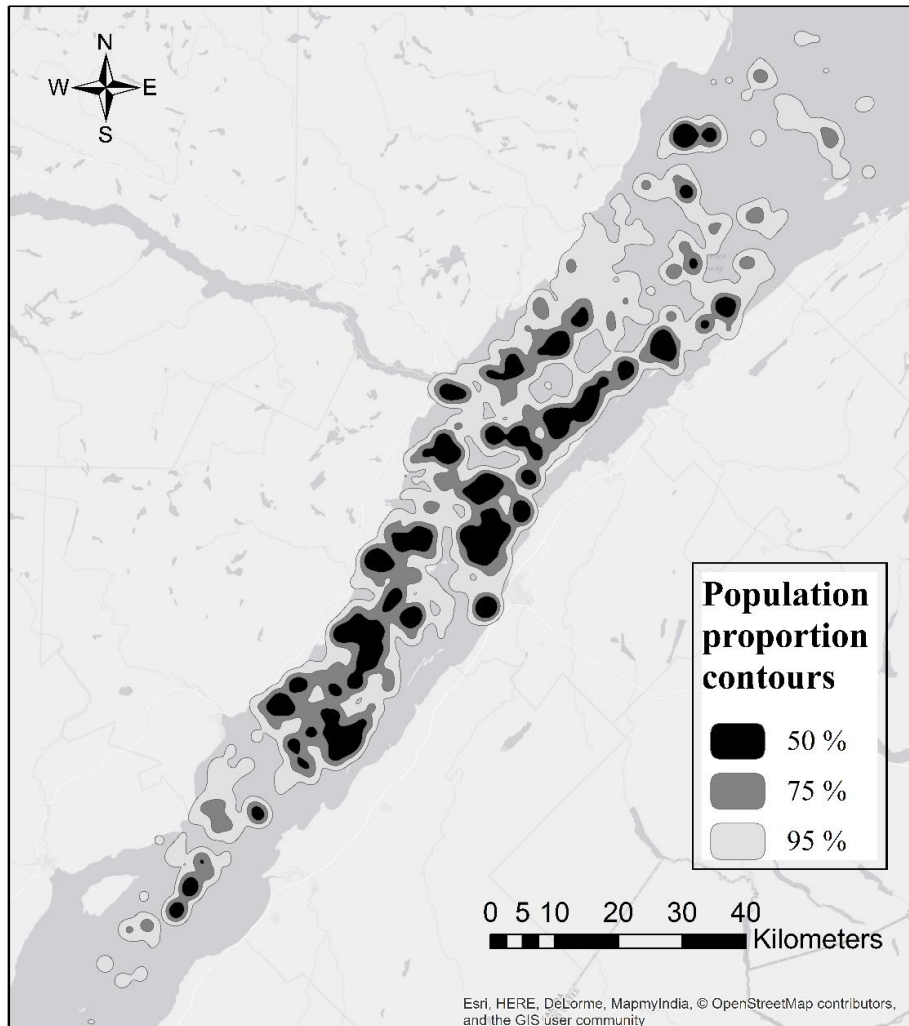 N
W E
S
Population
proportion
contours
50 %
75 %
95 %
0 5 10 20 30 40
Kilometers
Esri, HERE, DeLorme, MapmyIndia, © OpenStreetMap contributors,
and the GIS user community